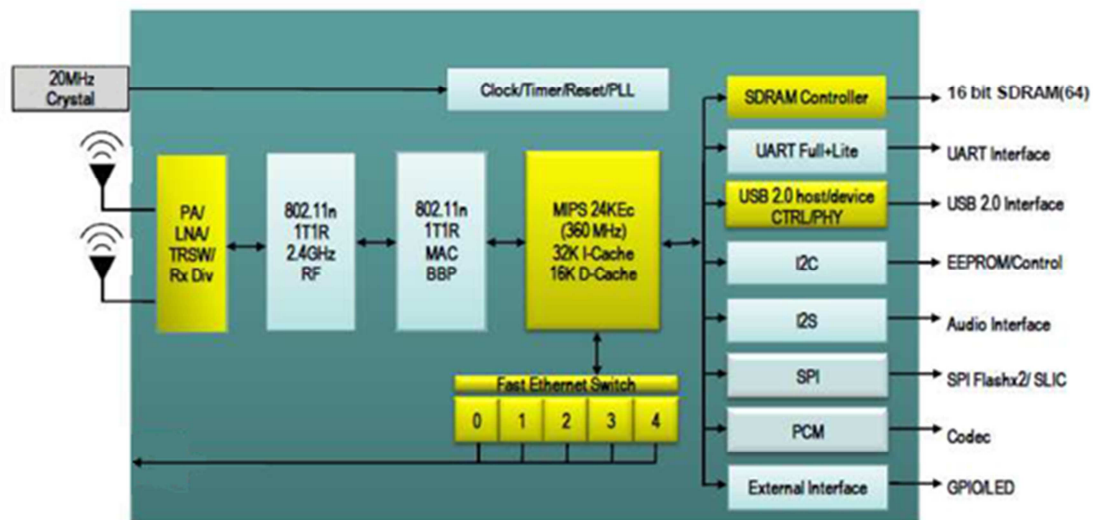 20MHz
Crystal
Clock/Timer/Reset/PLL
PA/
LNA/
TRSW/
Rx Div
802.11n
1T1R
2.4GHz
RF
802.11n
1T1R
MAC
BBP
MIPS 24KEc
(360 MHz)
32K I-Cache
16K D-Cache
Fast Ethernet Switch
0 1 2 3 4
SDRAM Controller
16 bit SDRAM(64)
UART Full+Lite
UART Interface
USB 2.0 host/device
CTRL/PHY
USB 2.0 Interface
I2C
EEPROM/Control
I2S
Audio Interface
SPI
SPI Flashx2/ SLIC
PCM
Codec
External Interface
GPIO/LED